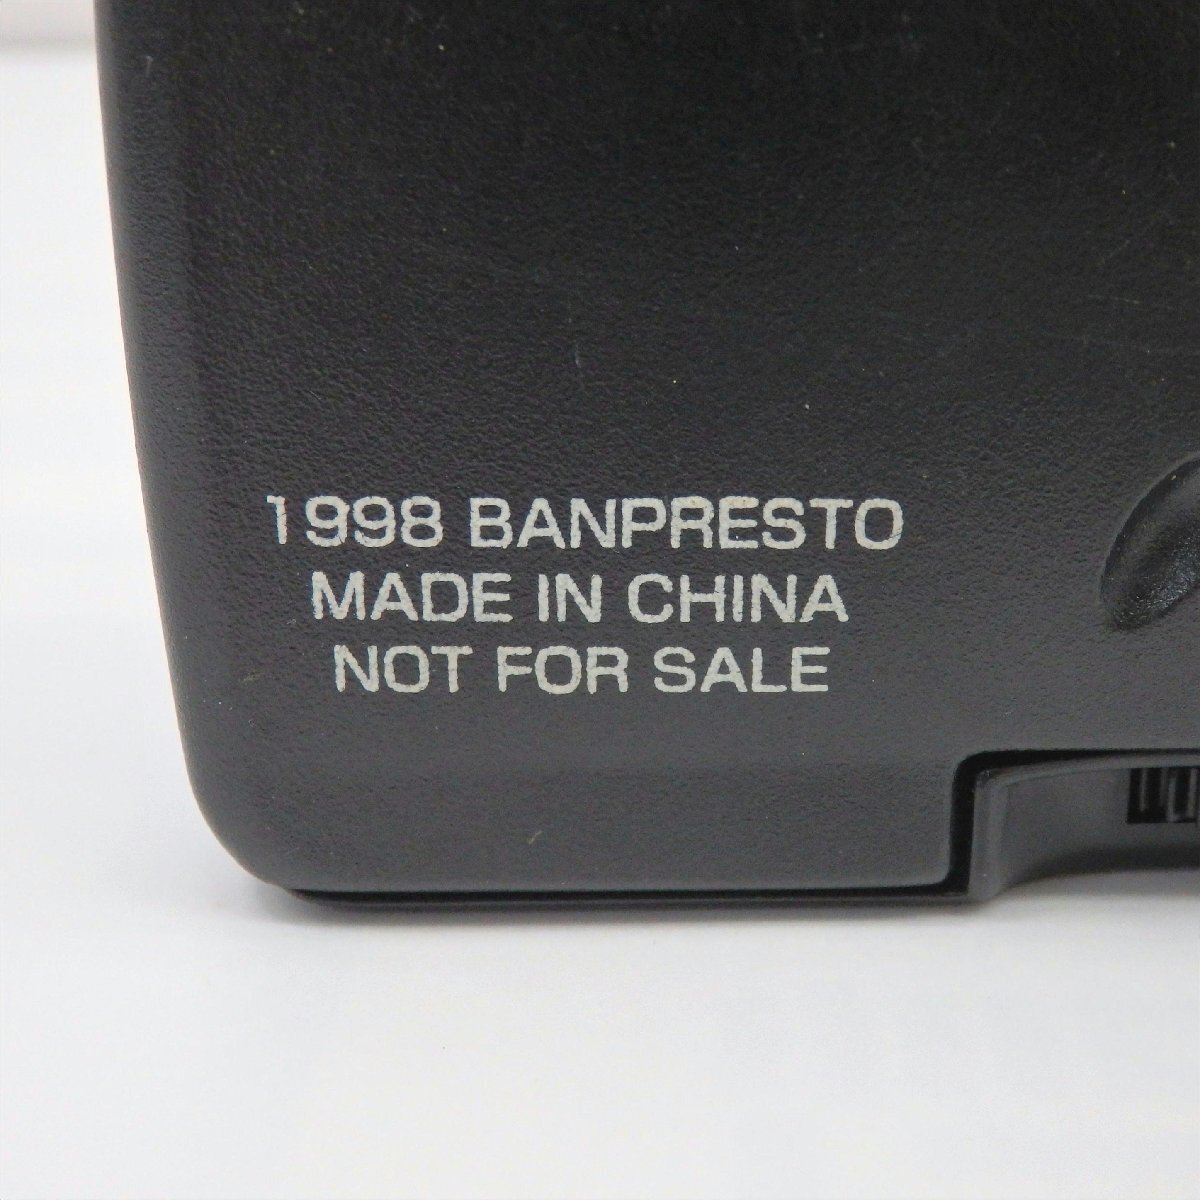 1998 BANPRESTO
MADE IN CHINA
NOT FOR SALE